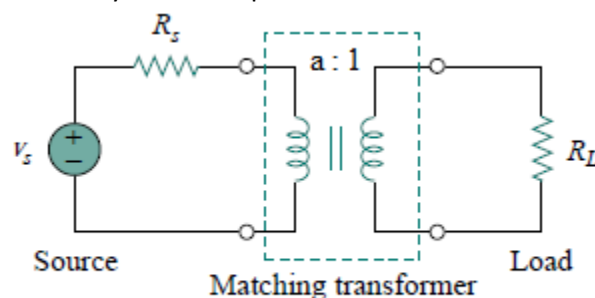 R_s
a : 1
+
v_s
−
R_L
Source
Load
Matching transformer